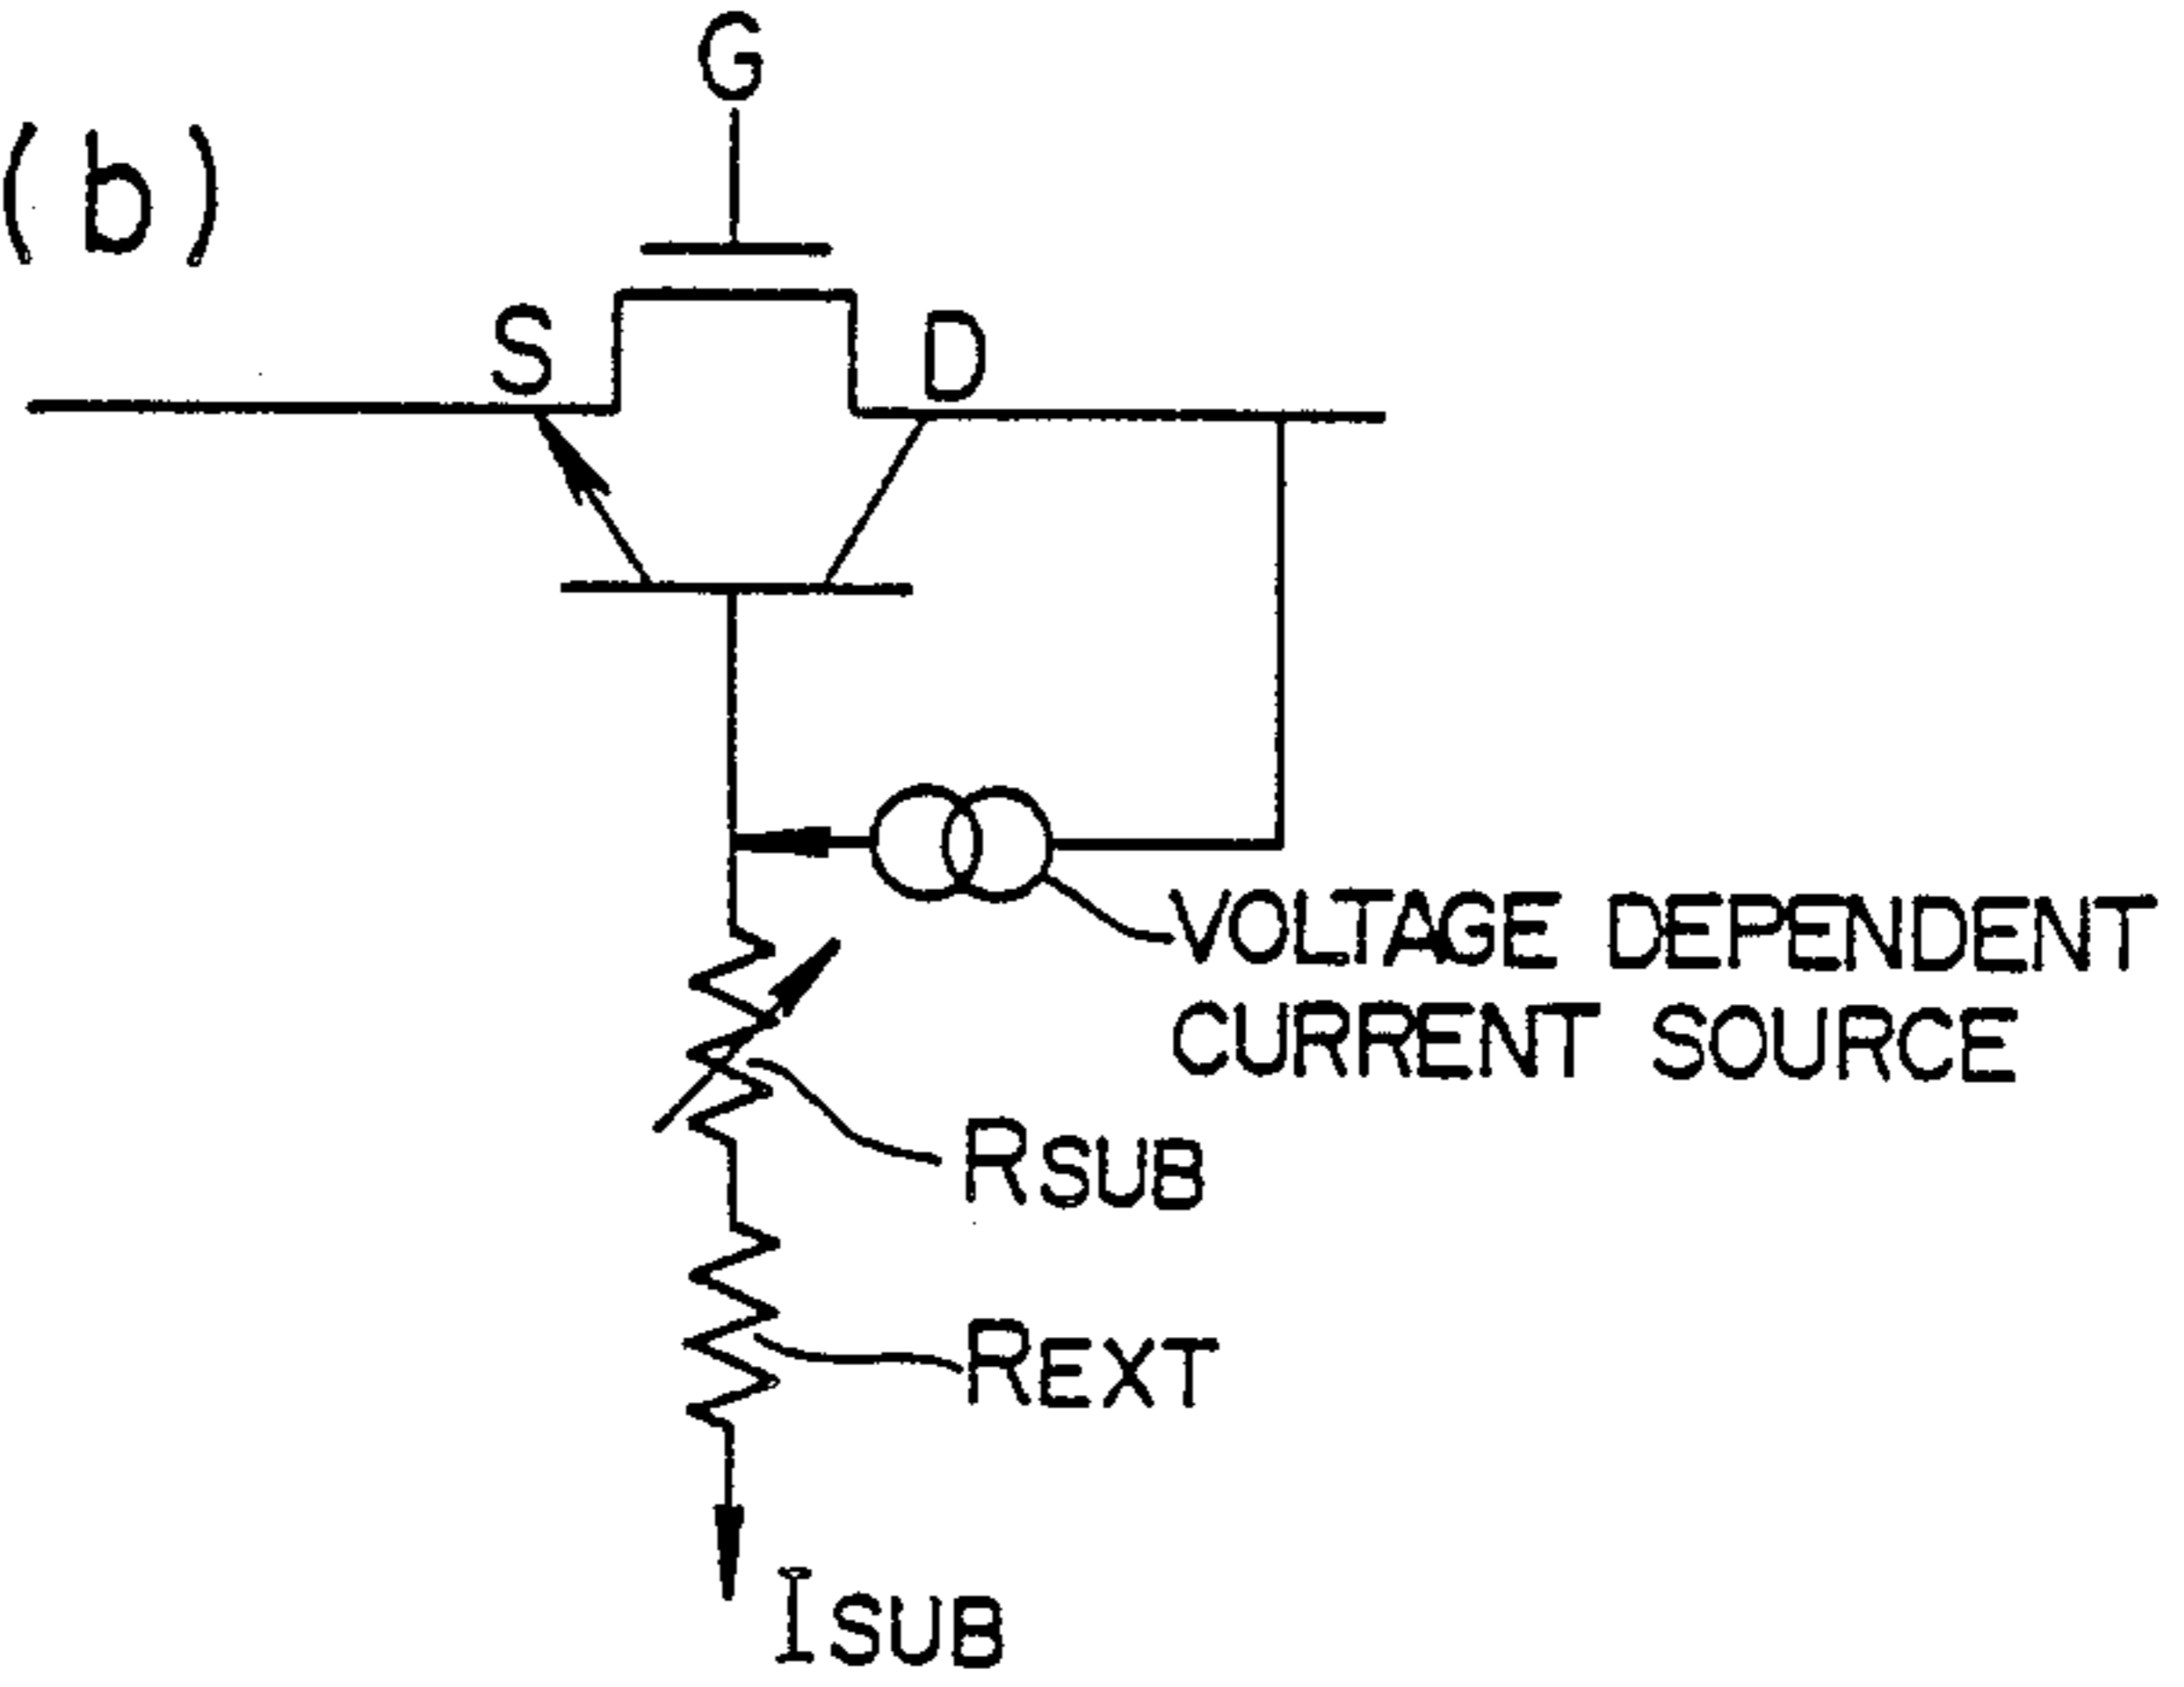 G
(b)
S
D
VOLTAGE DEPENDENT
CURRENT SOURCE
RSUB
REXT
ISUB